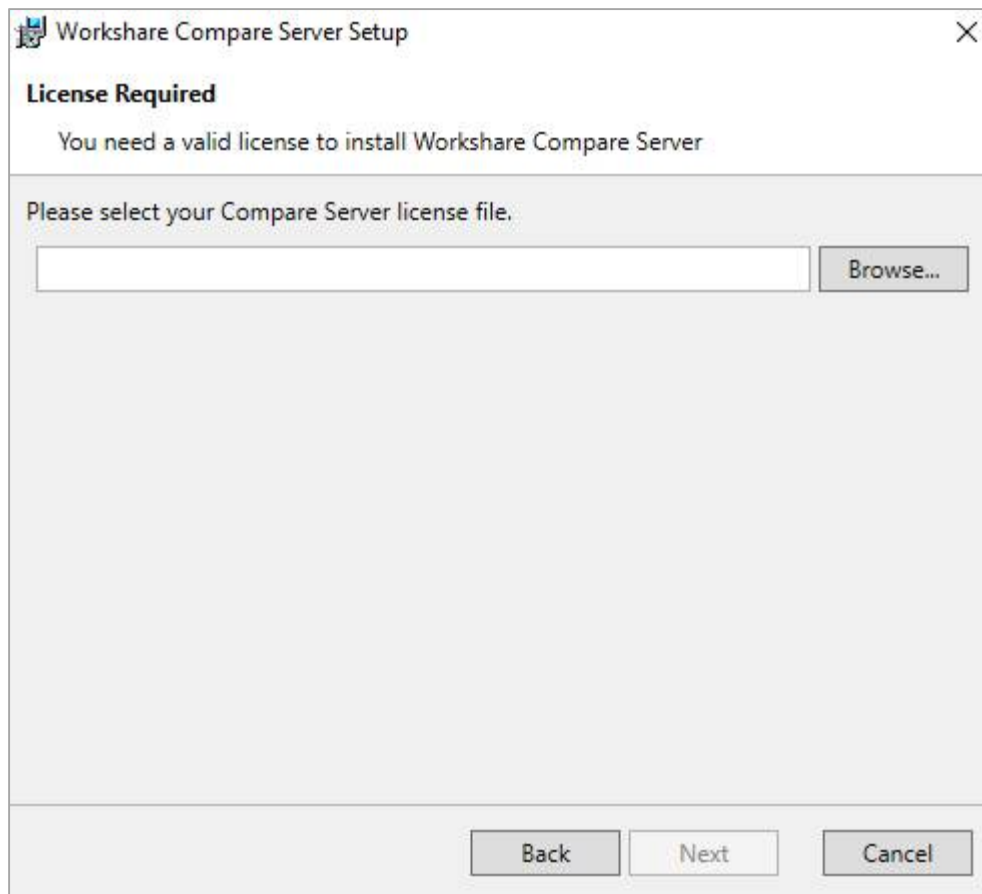 Workshare Compare Server Setup
License Required
You need a valid license to install Workshare Compare Server
Please select your Compare Server license file.
Browse...
Back
Next
Cancel